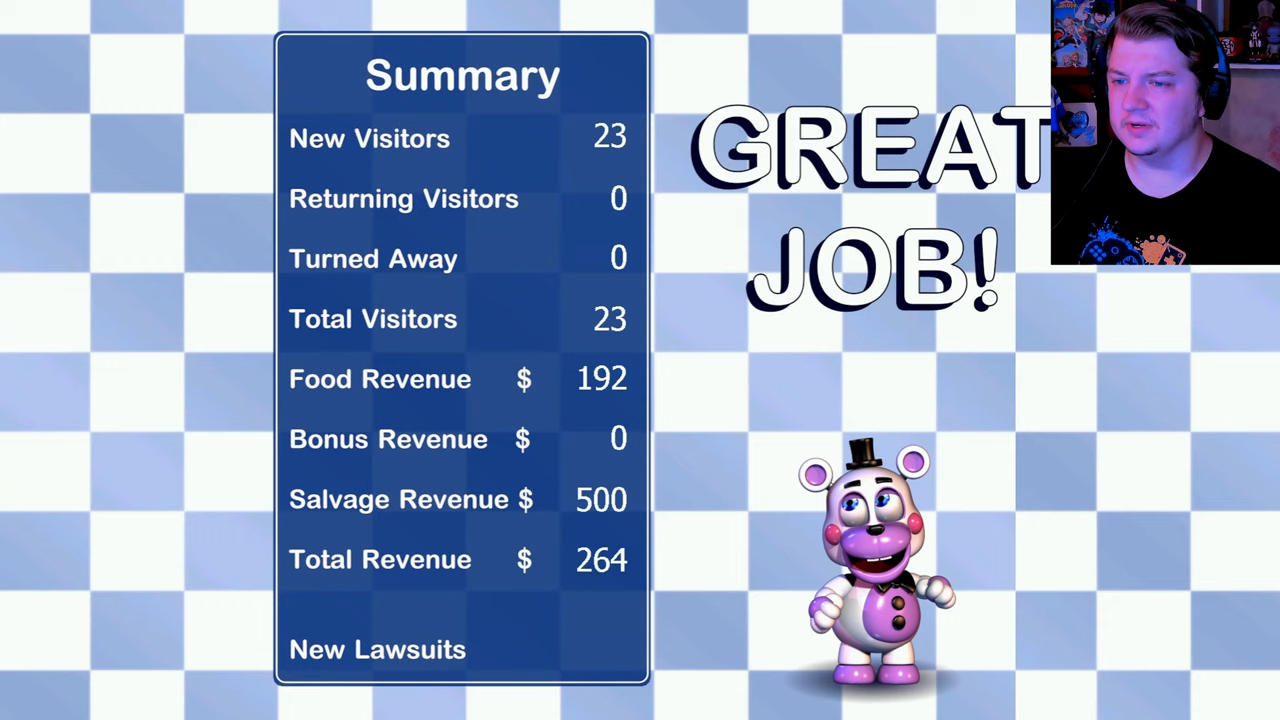 Summary
New Visitors 23
Returning Visitors 0
Turned Away 0
Total Visitors 23
Food Revenue $ 192
Bonus Revenue $ 0
Salvage Revenue $ 500
Total Revenue $ 264
New Lawsuits
GREAT
JOB!